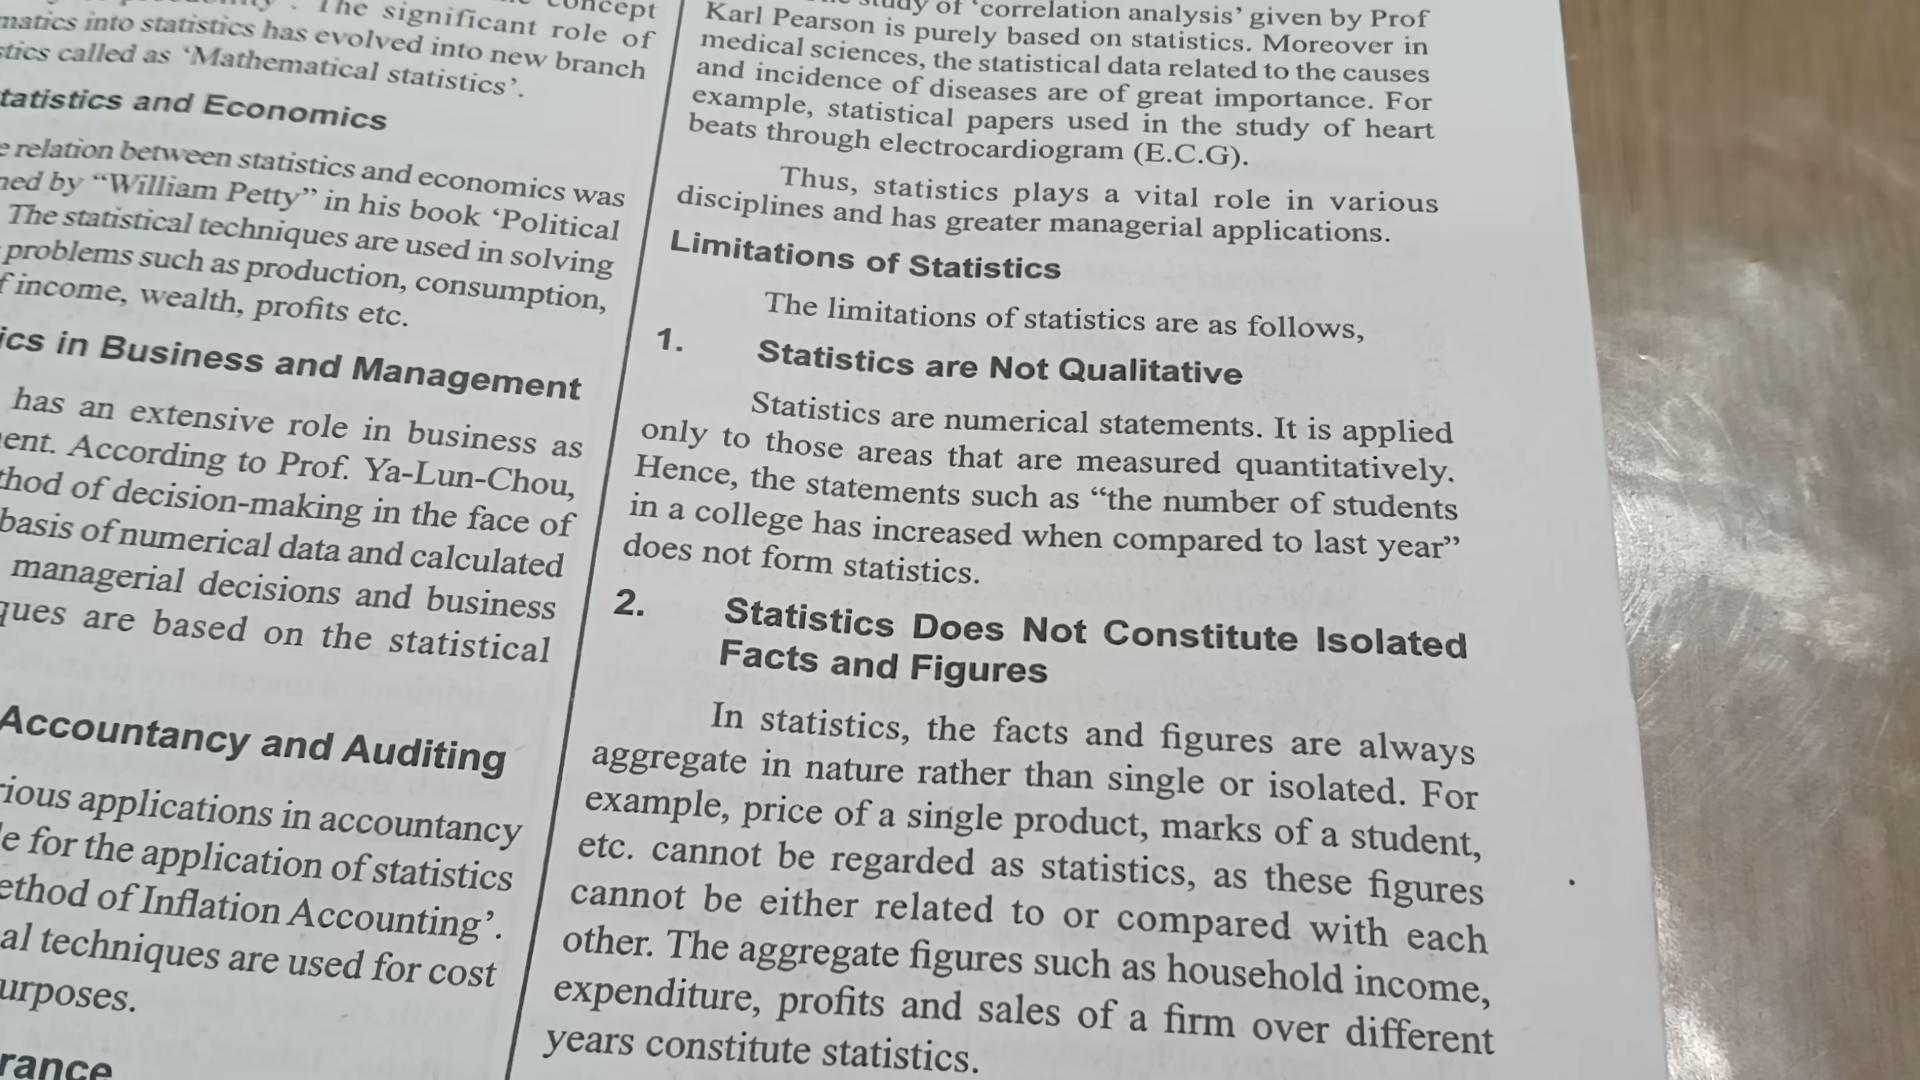 concept
The significant role of
matics into statistics has evolved into new branch
stics called as ‘Mathematical statistics’.
tatistics and Economics
e relation between statistics and economics was
ned by “William Petty” in his book ‘Political
The statistical techniques are used in solving
problems such as production, consumption,
f income, wealth, profits etc.
ics in Business and Management
has an extensive role in business as
ent. According to Prof. Ya-Lun-Chou,
thod of decision-making in the face of
basis of numerical data and calculated
managerial decisions and business
ques are based on the statistical
Accountancy and Auditing
rious applications in accountancy
e for the application of statistics
ethod of Inflation Accounting’.
al techniques are used for cost
urposes.
rance
study of ‘correlation analysis’ given by Prof
Karl Pearson is purely based on statistics. Moreover in
medical sciences, the statistical data related to the causes
and incidence of diseases are of great importance. For
example, statistical papers used in the study of heart
beats through electrocardiogram (E.C.G).
Thus, statistics plays a vital role in various
disciplines and has greater managerial applications.
Limitations of Statistics
The limitations of statistics are as follows,
1. Statistics are Not Qualitative
Statistics are numerical statements. It is applied
only to those areas that are measured quantitatively.
Hence, the statements such as “the number of students
in a college has increased when compared to last year”
does not form statistics.
2. Statistics Does Not Constitute Isolated
Facts and Figures
In statistics, the facts and figures are always
aggregate in nature rather than single or isolated. For
example, price of a single product, marks of a student,
etc. cannot be regarded as statistics, as these figures
cannot be either related to or compared with each
other. The aggregate figures such as household income,
expenditure, profits and sales of a firm over different
years constitute statistics.